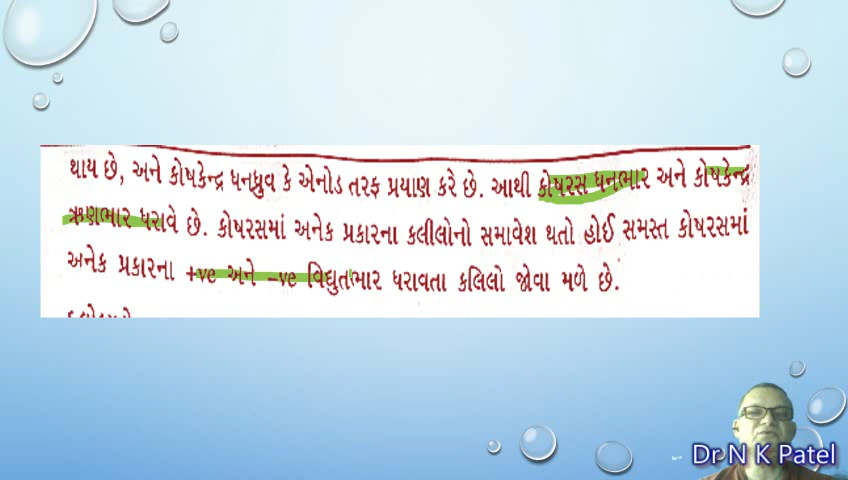 થાય છે, અને કોષકેન્દ્ર ધનધ્રુવ કે એનોડ તરફ પ્રયાણ કરે છે. આથી કોષરસ ધનભાર અને કોષકેન્દ્ર
ઋણભાર ધરાવે છે. કોષરસમાં અનેક પ્રકારના કલીલોનો સમાવેશ થતો હોઈ સમસ્ત કોષરસમાં
અનેક પ્રકારના +ve અને –ve વિદ્યુતભાર ધરાવતા કલિલો જોવા મળે છે.
Dr N K Patel